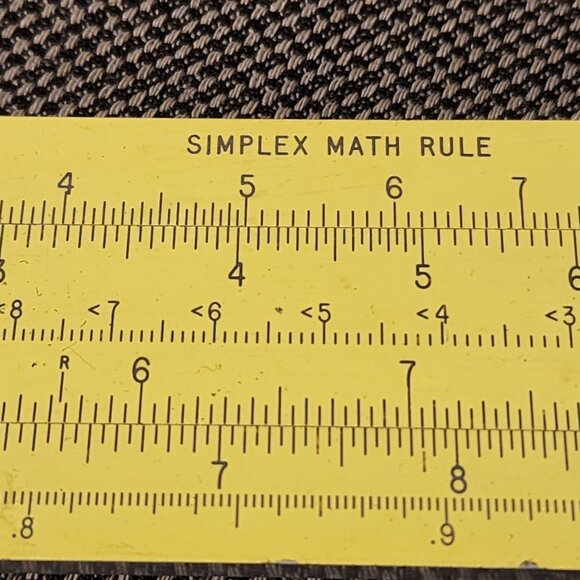 SIMPLEX MATH RULE
4 5 6 7
3 4 5 6
<8 <7 <6 <5 <4 <3
R
6 7
7 8
.8 .9